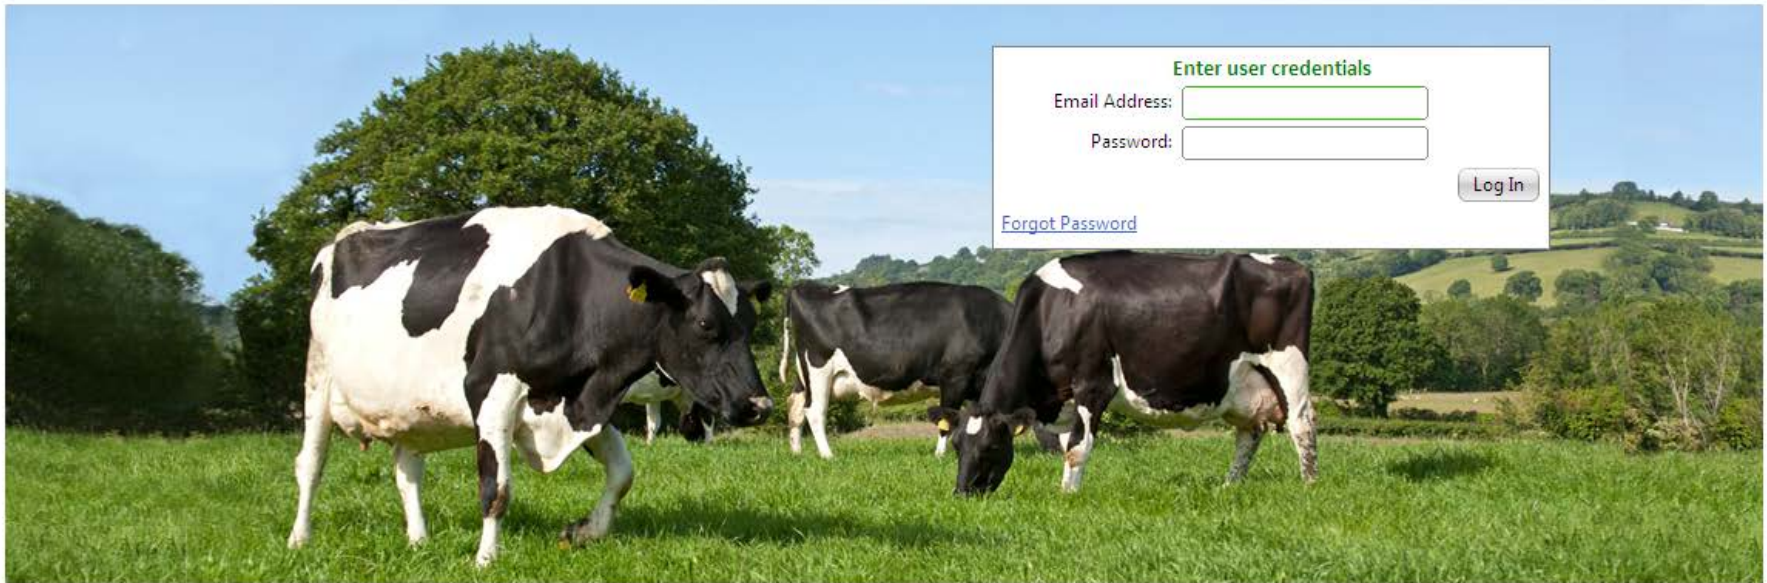 Enter user credentials
Email Address:
Password:
Log In
Forgot Password